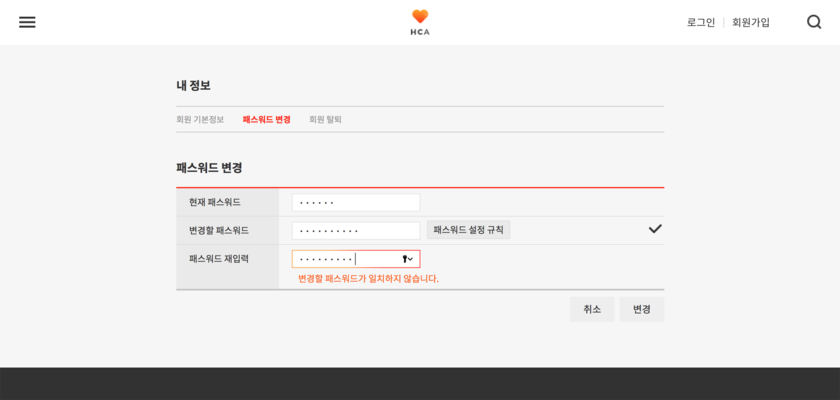 HCA
로그인 | 회원가입
내 정보
회원 기본정보 패스워드 변경 회원 탈퇴
패스워드 변경
현재 패스워드 ······
변경할 패스워드 ·········· 패스워드 설정 규칙
패스워드 재입력 ·········
변경할 패스워드가 일치하지 않습니다.
취소 변경